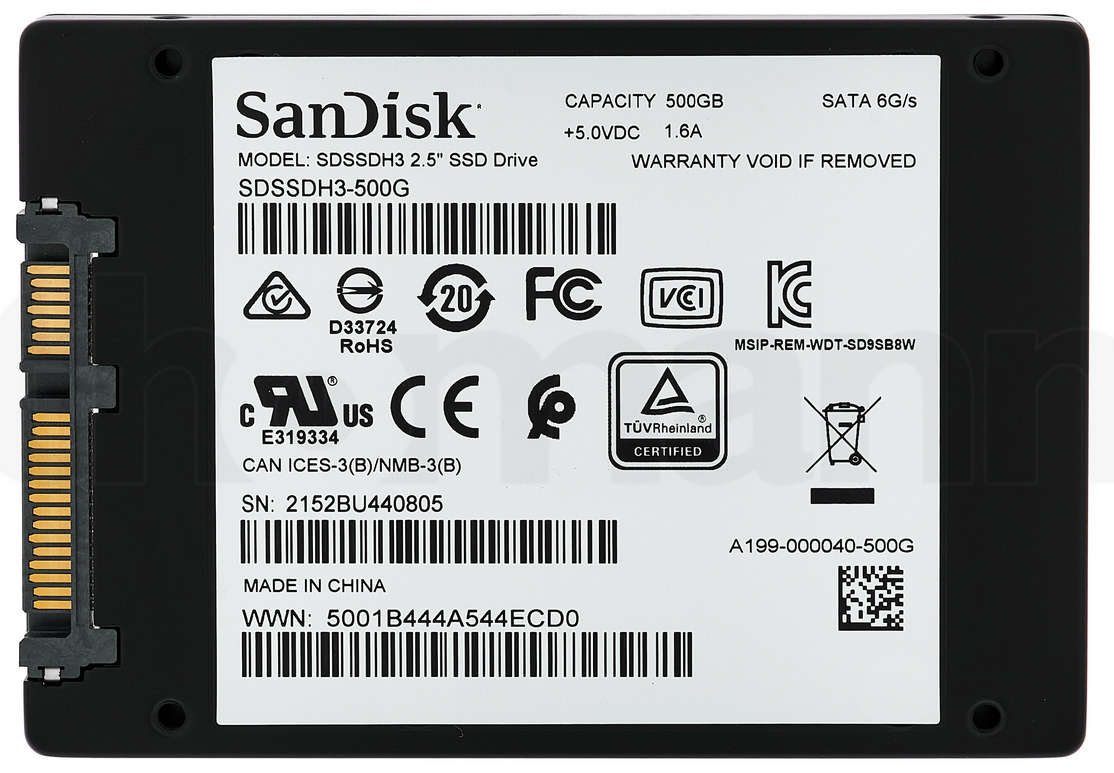 SanDisk
CAPACITY 500GB
SATA 6G/s
+5.0VDC 1.6A
MODEL: SDSSDH3 2.5" SSD Drive
WARRANTY VOID IF REMOVED
SDSSDH3-500G
20
FC
VCI
D33724
RoHS
MSIP-REM-WDT-SD9SB8W
C RU® US
E319334
CE
TÜVRheinland®
CERTIFIED
CAN ICES-3(B)/NMB-3(B)
SN: 2152BU440805
A199-000040-500G
MADE IN CHINA
WWN: 5001B444A544ECD0
thomann